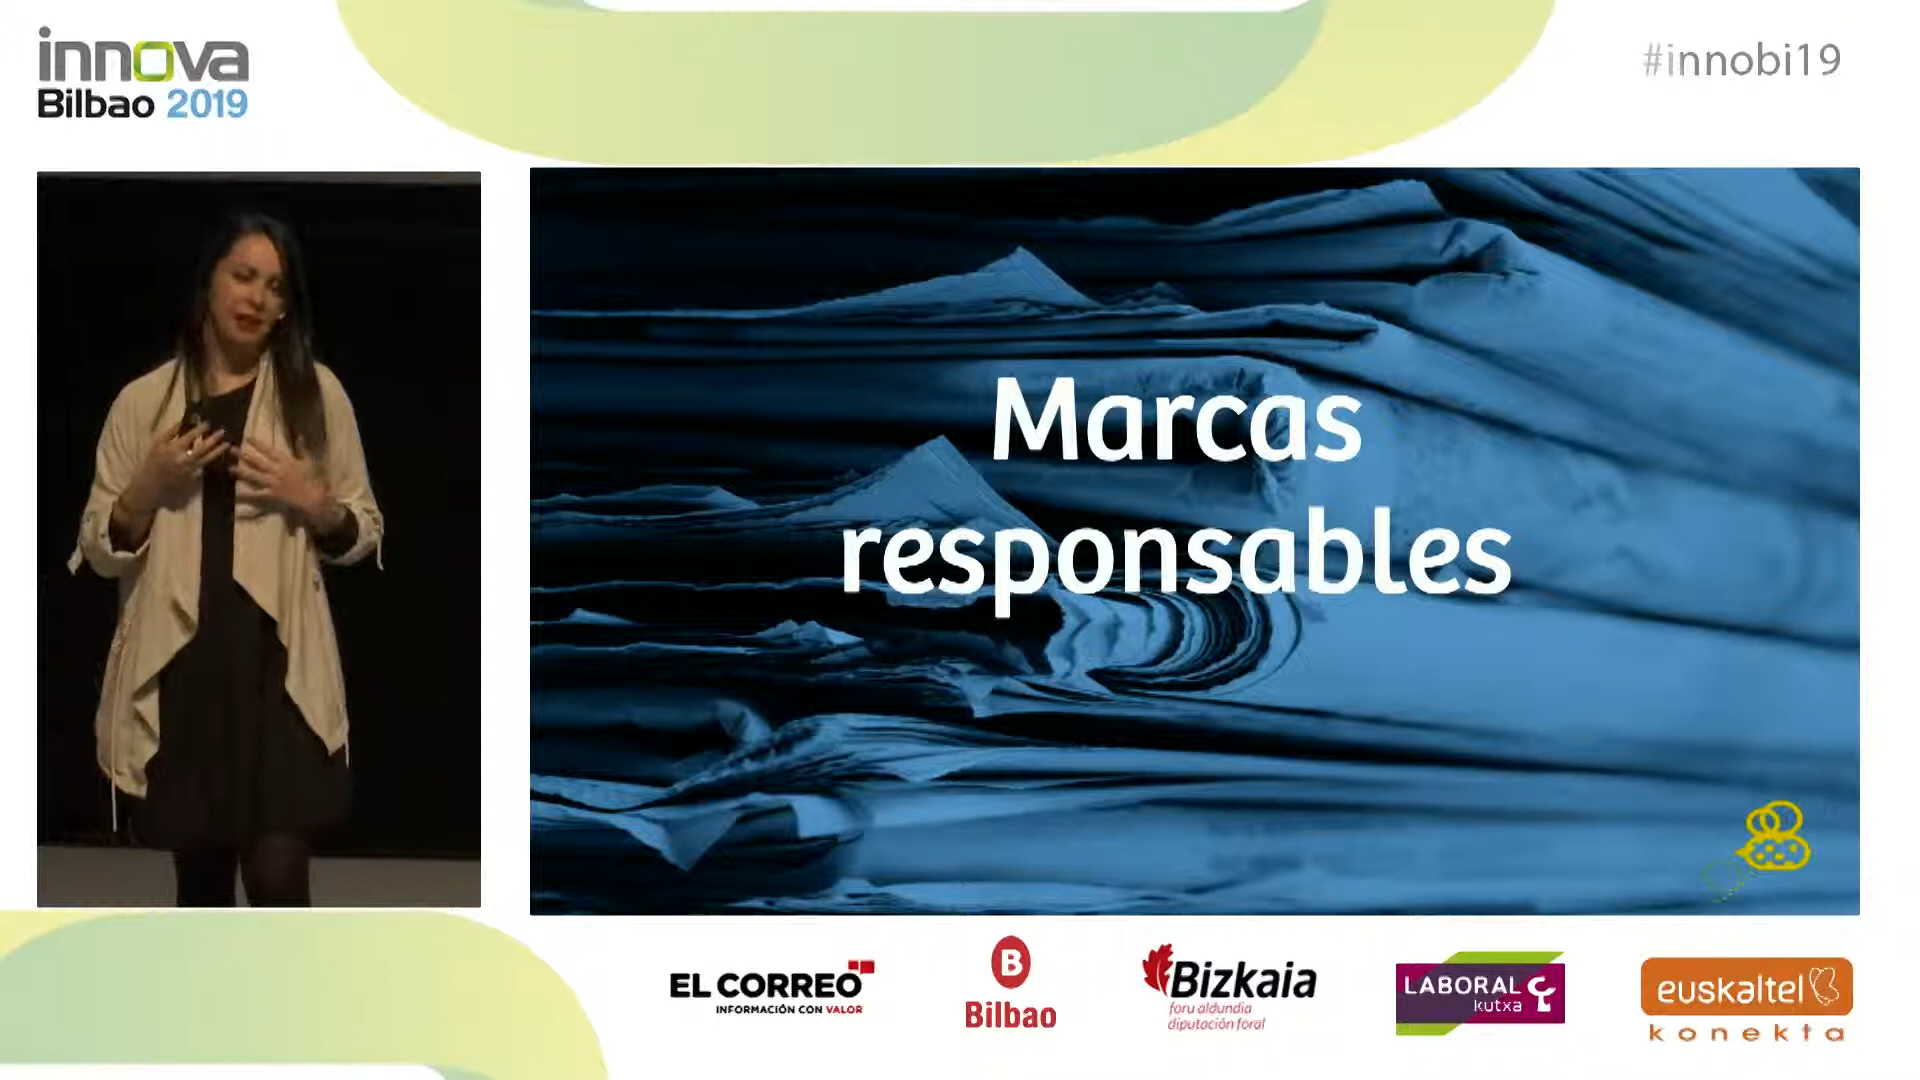 innova
Bilbao 2019
#innobi19
Marcas
responsables
EL CORREO
INFORMACIÓN CON VALOR
B
Bilbao
Bizkaia
foru aldundia
diputación foral
LABORAL
kutxa
euskaltel
konekta